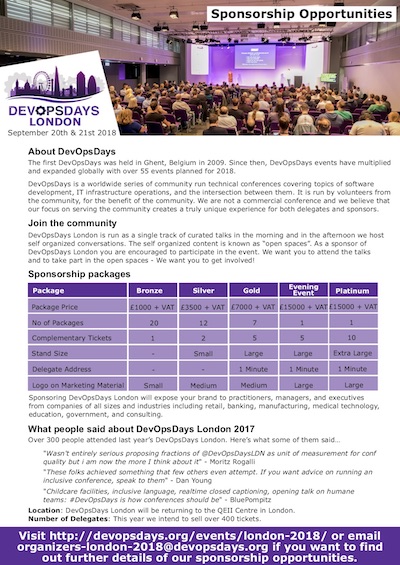 Sponsorship Opportunities
DEVOPSDAYS
LONDON
September 20th & 21st 2018
About DevOpsDays
The first DevOpsDays was held in Ghent, Belgium in 2009. Since then, DevOpsDays events have multiplied
and expanded globally with over 55 events planned for 2018.
DevOpsDays is a worldwide series of community run technical conferences covering topics of software
development, IT infrastructure operations, and the intersection between them. It is run by volunteers from
the community, for the benefit of the community. We are not a commercial conference and we believe that
our focus on serving the community creates a truly unique experience for both delegates and sponsors.
Join the community
DevOpsDays London is run as a single track of curated talks in the morning and in the afternoon we host
self organized conversations. The self organized content is known as "open spaces". As a sponsor of
DevOpsDays London you are encouraged to participate in the event. We want you to attend the talks
and to take part in the open spaces - We want you to get involved!
Sponsorship packages
Package Bronze Silver Gold Evening Event Platinum
Package Price £1000 + VAT £3500 + VAT £7000 + VAT £15000 + VAT £15000 + VAT
No of Packages 20 12 7 1 1
Complementary Tickets 1 2 5 5 10
Stand Size - Small Large Large Extra Large
Delegate Address - - 1 Minute 1 Minute 1 Minute
Logo on Marketing Material Small Medium Medium Large Large
Sponsoring DevOpsDays London will expose your brand to practitioners, managers, and executives
from companies of all sizes and industries including retail, banking, manufacturing, medical technology,
education, government, and consulting.
What people said about DevOpsDays London 2017
Over 300 people attended last year's DevOpsDays London. Here's what some of them said...
"Wasn't entirely serious proposing fractions of @DevOpsDaysLDN as unit of measurement for conf
quality but i am now the more I think about it" - Moritz Rogalli
"These folks achieved something that few others even attempt. If you want advice on running an
inclusive conference, speak to them" - Dan Young
"Childcare facilities, inclusive language, realtime closed captioning, opening talk on humane
teams: #DevOpsDays is how conferences should be" - BluePompitz
Location: DevOpsDays London will be returning to the QEII Centre in London.
Number of Delegates: This year we intend to sell over 400 tickets.
Visit http://devopsdays.org/events/london-2018/ or email
organizers-london-2018@devopsdays.org if you want to find
out further details of our sponsorship opportunities.